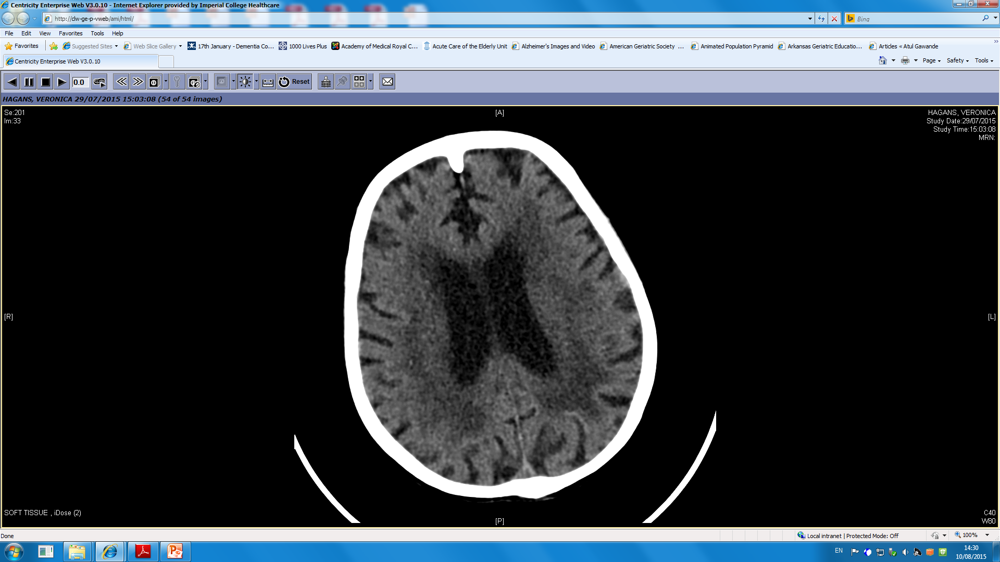 Centricity Enterprise Web V3.0.10 - Internet Explorer provided by Imperial College Healthcare
http://dw-ge-p-vweb/ami/html/
Bing
File Edit View Favorites Tools Help
Favorites Suggested Sites Web Slice Gallery 17th January - Dementia Co... 1000 Lives Plus Academy of Medical Royal C... Acute Care of the Elderly Unit Alzheimer's Images and Video American Geriatric Society ... Animated Population Pyramid Arkansas Geriatric Educatio... Articles « Atul Gawande
Centricity Enterprise Web V3.0.10
Page Safety Tools
0.0 Reset
HAGANS, VERONICA 29/07/2015 15:03:08 (54 of 54 images)
Se:201
Im:33
[A]
HAGANS, VERONICA
Study Date:29/07/2015
Study Time:15:03:08
MRN:
[R]
[L]
SOFT TISSUE , iDose (2)
[P]
C40
W80
Done
Local intranet | Protected Mode: Off
100%
EN
14:30
10/08/2015